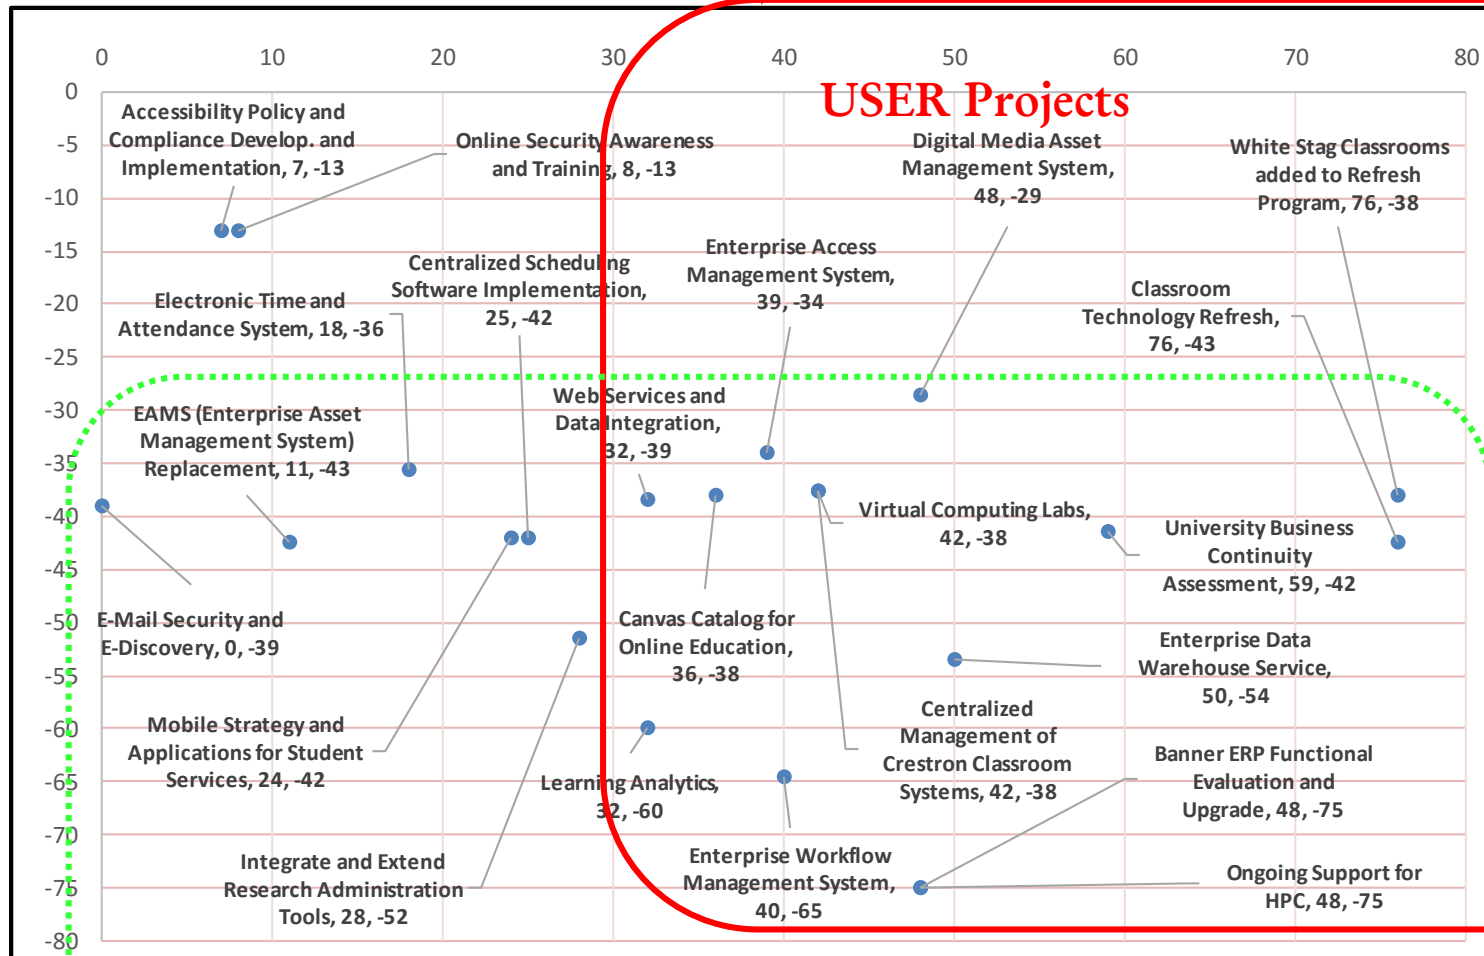 0 10 20 30 40 50 60 70 80
USER Projects
0
-5
-10
-15
-20
-25
-30
-35
-40
-45
-50
-55
-60
-65
-70
-75
-80
Accessibility Policy and
Compliance Develop. and
Implementation, 7, -13
Online Security Awareness
and Training, 8, -13
Digital Media Asset
Management System,
48, -29
White Stag Classrooms
added to Refresh
Program, 76, -38
Electronic Time and
Attendance System, 18, -36
Centralized Scheduling
Software Implementation,
25, -42
Enterprise Access
Management System,
39, -34
Classroom
Technology Refresh,
76, -43
EAMS (Enterprise Asset
Management System)
Replacement, 11, -43
Web Services and
Data Integration,
32, -39
Virtual Computing Labs,
42, -38
University Business
Continuity
Assessment, 59, -42
E-Mail Security and
E-Discovery, 0, -39
Canvas Catalog for
Online Education,
36, -38
Enterprise Data
Warehouse Service,
50, -54
Mobile Strategy and
Applications for Student
Services, 24, -42
Learning Analytics,
32, -60
Centralized
Management of
Crestron Classroom
Systems, 42, -38
Banner ERP Functional
Evaluation and
Upgrade, 48, -75
Integrate and Extend
Research Administration
Tools, 28, -52
Enterprise Workflow
Management System,
40, -65
Ongoing Support for
HPC, 48, -75